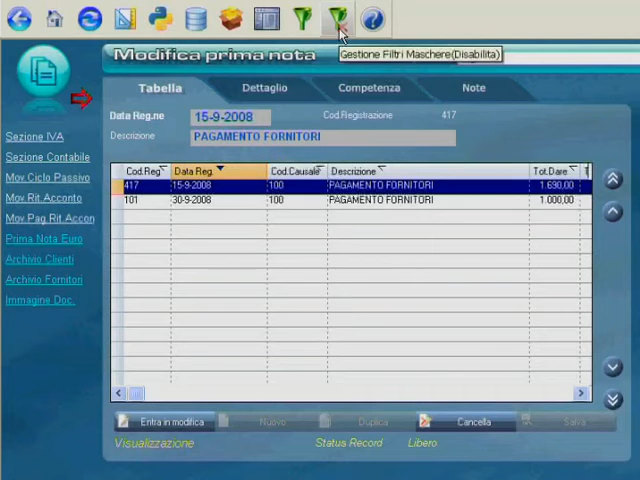 Modifica prima nota
Gestione Filtri Maschere(Disabilita)
Tabella Dettaglio Competenza Note
Data Reg.ne 15-9-2008 Cod.Registrazione 417
Descrizione PAGAMENTO FORNITORI
Sezione IVA
Sezione Contabile
Mov.Ciclo Passivo
Mov.Rit.Acconto
Mov.Pag.Rit.Accon
Prima Nota Euro
Archivio Clienti
Archivio Fornitori
Immagine Doc.
Cod.Reg Data Reg. Cod.Causale Descrizione Tot.Dare T
417 15-9-2008 100 PAGAMENTO FORNITORI 1.690,00
101 30-9-2008 100 PAGAMENTO FORNITORI 1.000,00
Entra in modifica Nuovo Duplica Cancella Salva
Visualizzazione Status Record Libero